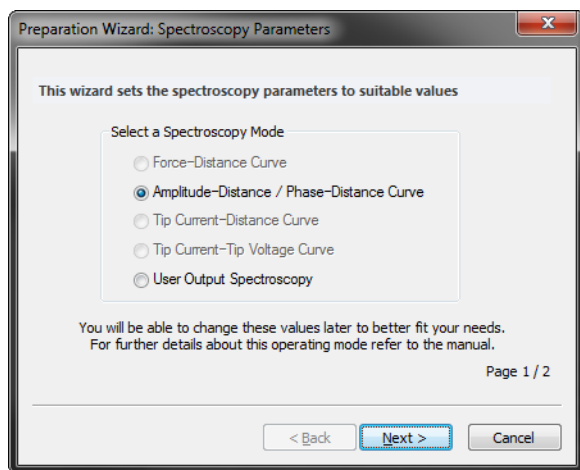 Preparation Wizard: Spectroscopy Parameters
This wizard sets the spectroscopy parameters to suitable values
Select a Spectroscopy Mode
Force-Distance Curve
Amplitude-Distance / Phase-Distance Curve
Tip Current-Distance Curve
Tip Current-Tip Voltage Curve
User Output Spectroscopy
You will be able to change these values later to better fit your needs.
For further details about this operating mode refer to the manual.
Page 1 / 2
< Back Next > Cancel